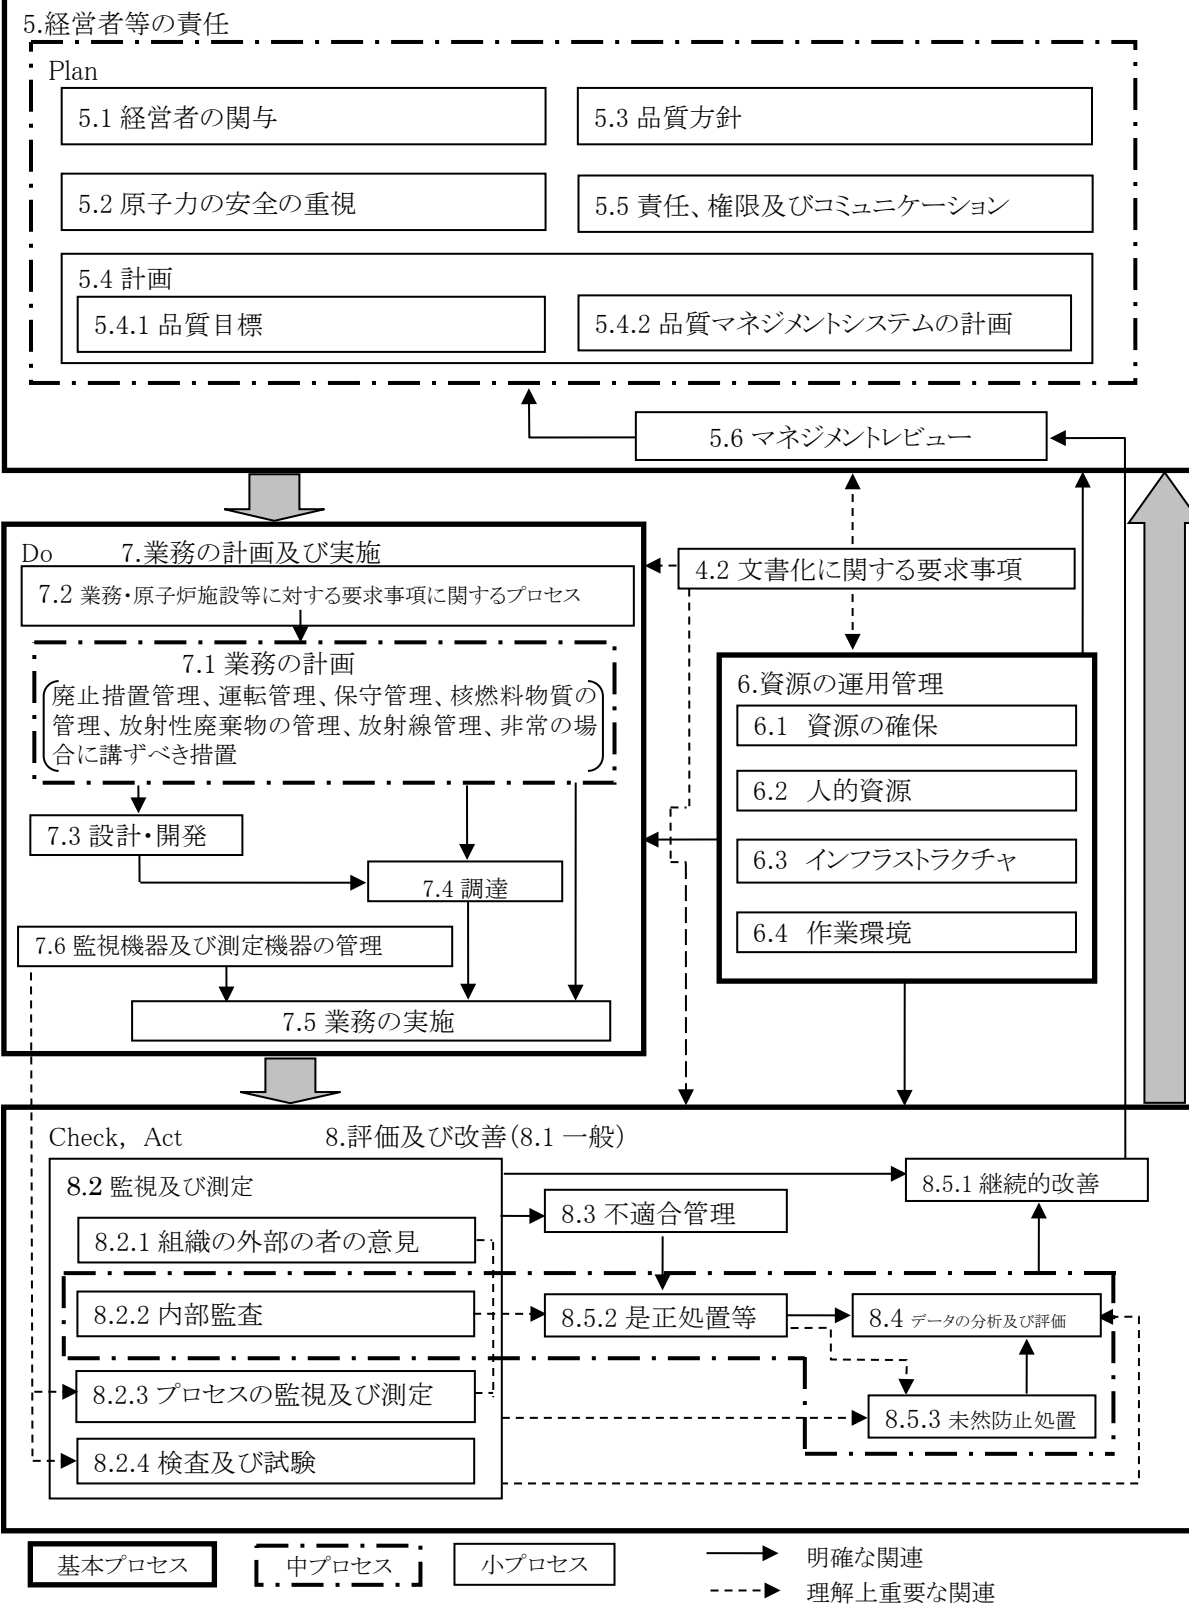 5.経営者等の責任
Plan
5.1 経営者の関与
5.3 品質方針
5.2 原子力の安全の重視
5.5 責任、権限及びコミュニケーション
5.4 計画
5.4.1 品質目標
5.4.2 品質マネジメントシステムの計画
5.6 マネジメントレビュー
Do 7.業務の計画及び実施
7.2 業務・原子炉施設等に対する要求事項に関するプロセス
7.1 業務の計画
廃止措置管理、運転管理、保守管理、核燃料物質の
管理、放射性廃棄物の管理、放射線管理、非常の場
合に講ずべき措置
7.3 設計・開発
7.4 調達
7.6 監視機器及び測定機器の管理
7.5 業務の実施
4.2 文書化に関する要求事項
6.資源の運用管理
6.1 資源の確保
6.2 人的資源
6.3 インフラストラクチャ
6.4 作業環境
Check, Act 8.評価及び改善(8.1 一般)
8.2 監視及び測定
8.2.1 組織の外部の者の意見
8.2.2 内部監査
8.2.3 プロセスの監視及び測定
8.2.4 検査及び試験
8.3 不適合管理
8.5.1 継続的改善
8.5.2 是正処置等
8.4 データの分析及び評価
8.5.3 未然防止処置
基本プロセス
中プロセス
小プロセス
明確な関連
理解上重要な関連